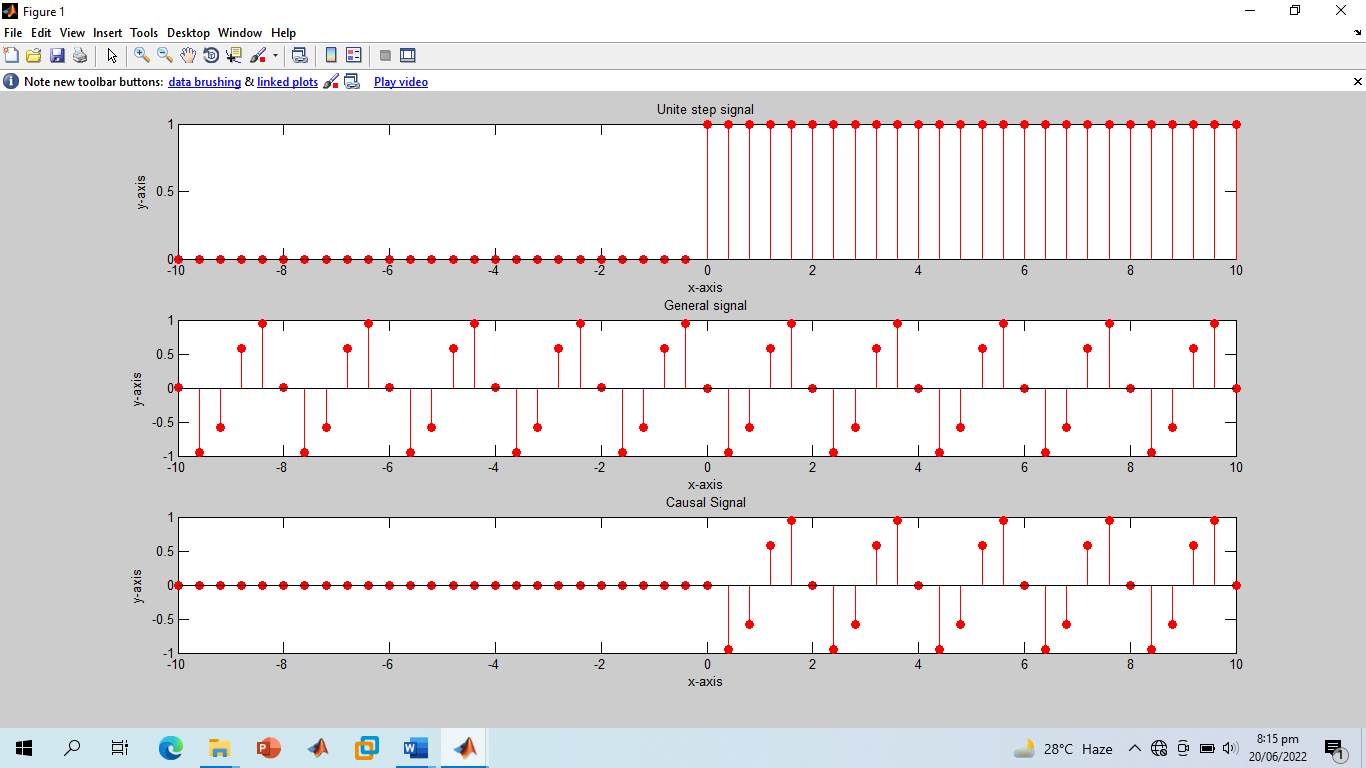 Figure 1
File Edit View Insert Tools Desktop Window Help
Note new toolbar buttons: data brushing & linked plots Play video
Unite step signal
1
0.5
0
y-axis
-10 -8 -6 -4 -2 0 2 4 6 8 10
x-axis
General signal
1
0.5
0
-0.5
-1
y-axis
-10 -8 -6 -4 -2 0 2 4 6 8 10
x-axis
Causal Signal
1
0.5
0
-0.5
-1
y-axis
-10 -8 -6 -4 -2 0 2 4 6 8 10
x-axis
28°C Haze
8:15 pm
20/06/2022
1